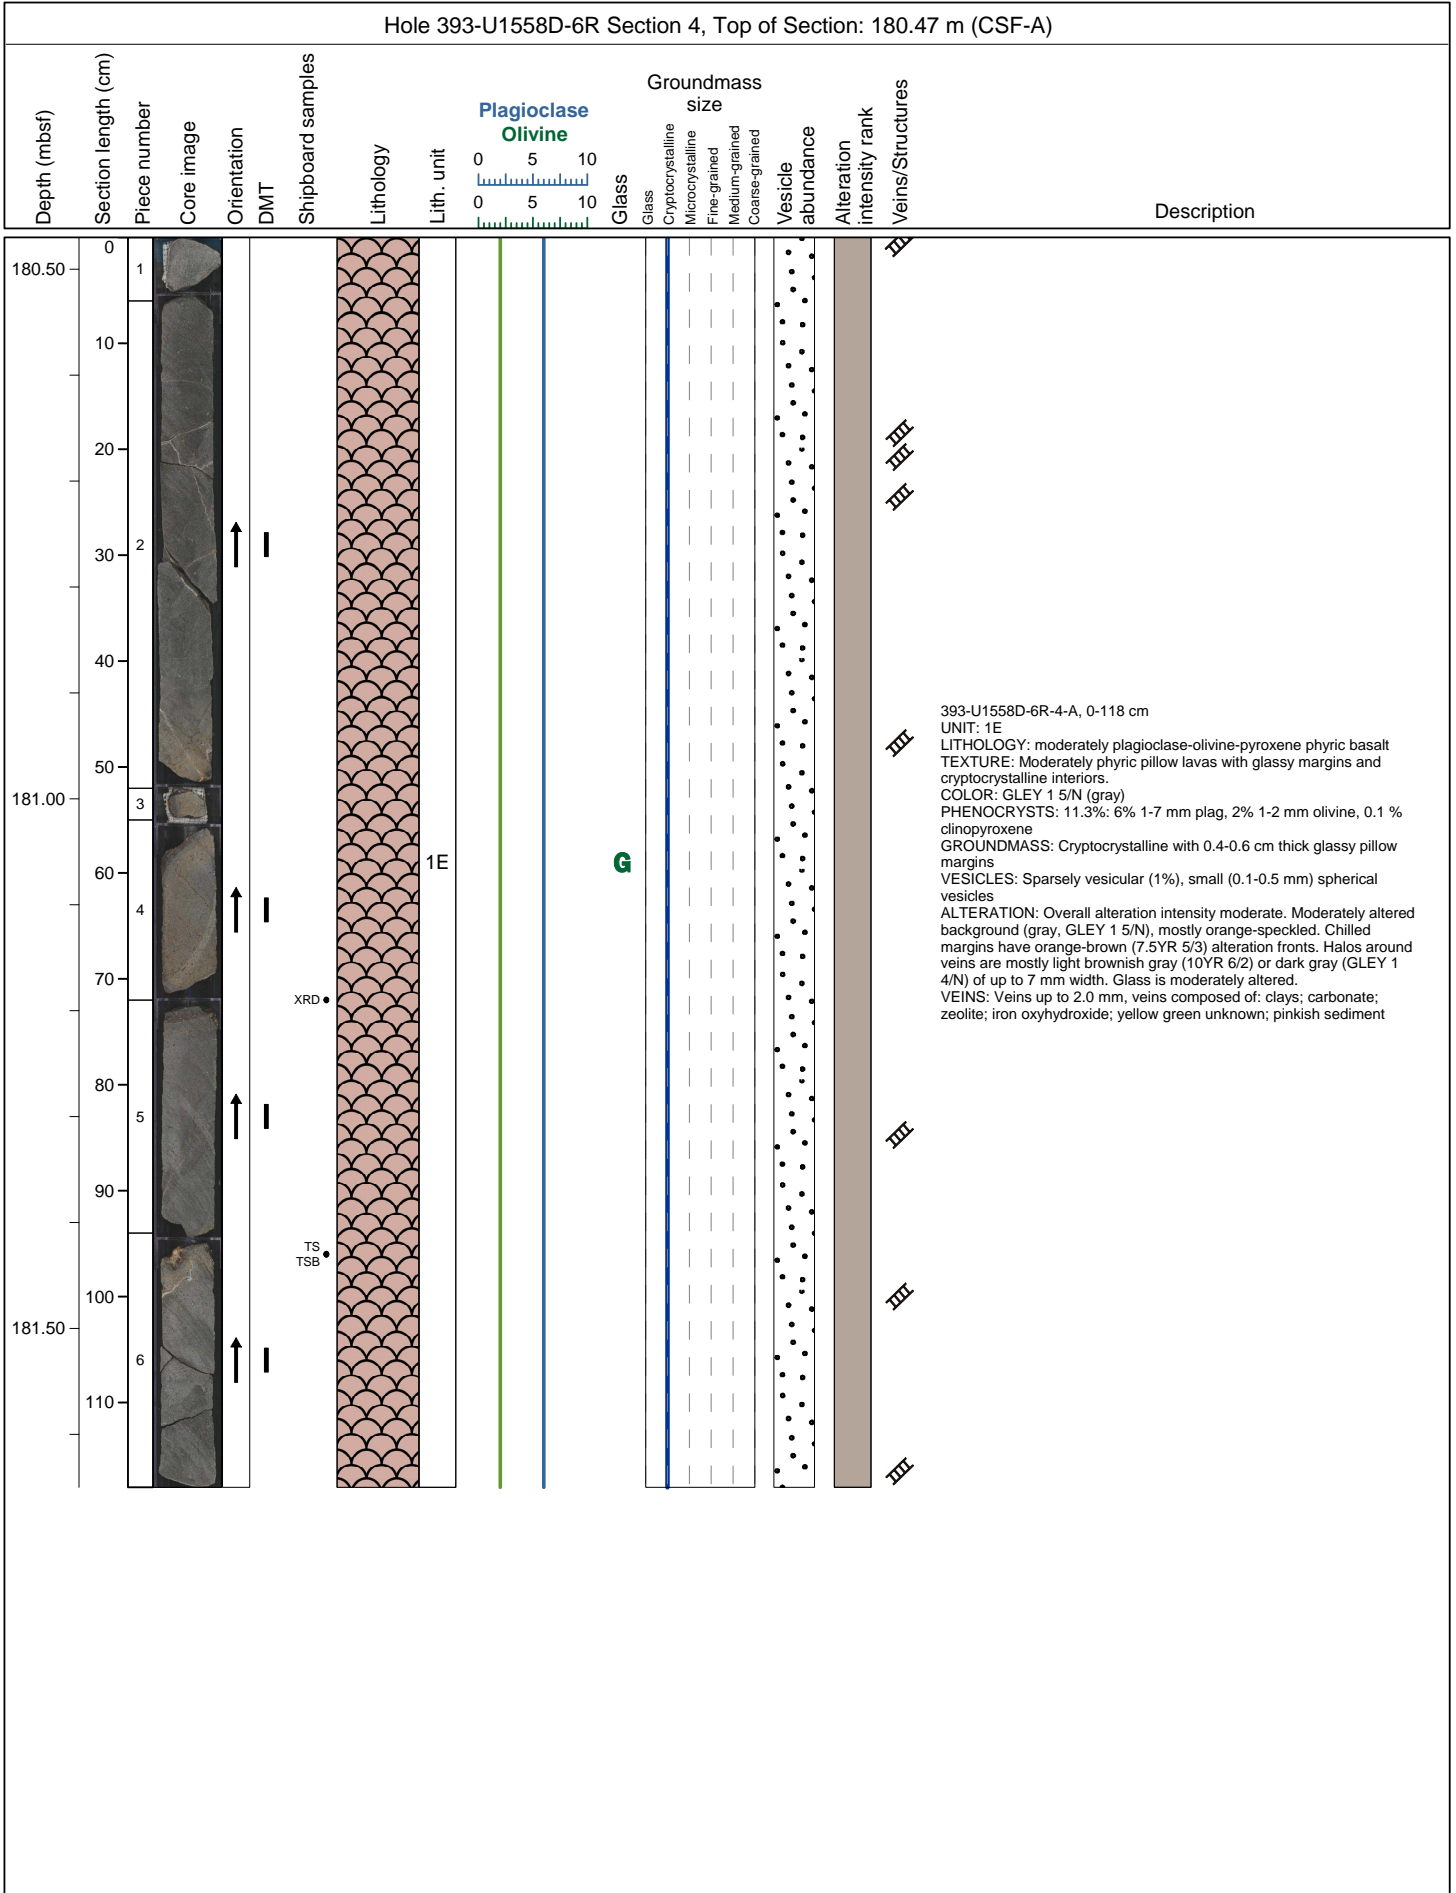 Hole 393-U1558D-6R Section 4, Top of Section: 180.47 m (CSF-A)
Depth (mbsf)
Section length (cm)
Piece number
Core image
Orientation
DMT
Shipboard samples
Lithology
Lith. unit
Plagioclase
Olivine
0 5 10
0 5 10
Glass
Groundmass
size
Glass
Cryptocrystalline
Microcrystalline
Fine-grained
Medium-grained
Coarse-grained
Vesicle
abundance
Alteration
intensity rank
Veins/Structures
Description
0
180.50
1
10
20
2
30
40
50
181.00
3
1E
G
60
4
70
XRD
80
5
90
TS
TSB
100
181.50
6
110
393-U1558D-6R-4-A, 0-118 cm
UNIT: 1E
LITHOLOGY: moderately plagioclase-olivine-pyroxene phyric basalt
TEXTURE: Moderately phyric pillow lavas with glassy margins and
cryptocrystalline interiors.
COLOR: GLEY 1 5/N (gray)
PHENOCRYSTS: 11.3%: 6% 1-7 mm plag, 2% 1-2 mm olivine, 0.1 %
clinopyroxene
GROUNDMASS: Cryptocrystalline with 0.4-0.6 cm thick glassy pillow
margins
VESICLES: Sparsely vesicular (1%), small (0.1-0.5 mm) spherical
vesicles
ALTERATION: Overall alteration intensity moderate. Moderately altered
background (gray, GLEY 1 5/N), mostly orange-speckled. Chilled
margins have orange-brown (7.5YR 5/3) alteration fronts. Halos around
veins are mostly light brownish gray (10YR 6/2) or dark gray (GLEY 1
4/N) of up to 7 mm width. Glass is moderately altered.
VEINS: Veins up to 2.0 mm, veins composed of: clays; carbonate;
zeolite; iron oxyhydroxide; yellow green unknown; pinkish sediment